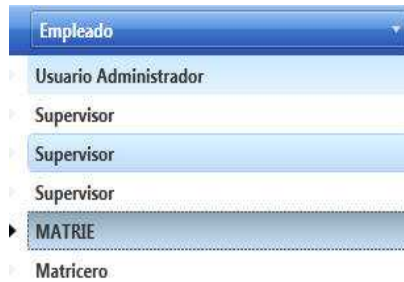 Empleado
Usuario Administrador
Supervisor
Supervisor
Supervisor
MATRIE
Matricero